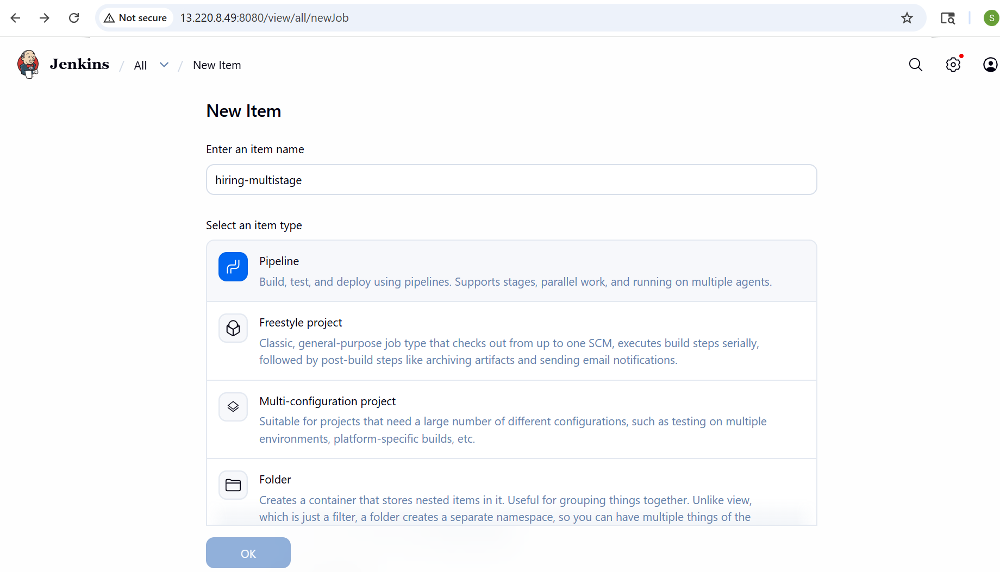 Not secure 13.220.8.49:8080/view/all/newJob
S
Jenkins / All / New Item
New Item
Enter an item name
hiring-multistage
Select an item type
Pipeline
Build, test, and deploy using pipelines. Supports stages, parallel work, and running on multiple agents.
Freestyle project
Classic, general-purpose job type that checks out from up to one SCM, executes build steps serially,
followed by post-build steps like archiving artifacts and sending email notifications.
Multi-configuration project
Suitable for projects that need a large number of different configurations, such as testing on multiple
environments, platform-specific builds, etc.
Folder
Creates a container that stores nested items in it. Useful for grouping things together. Unlike view,
which is just a filter, a folder creates a separate namespace, so you can have multiple things of the
OK